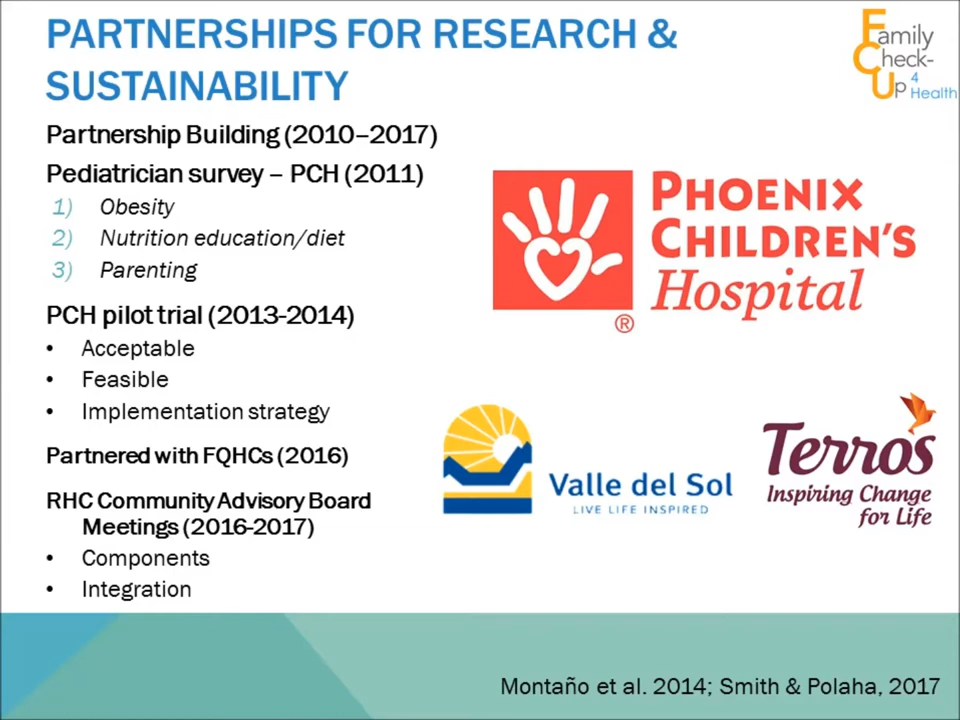 PARTNERSHIPS FOR RESEARCH &
SUSTAINABILITY
Family
Check-
Up
4
Health
Partnership Building (2010–2017)
Pediatrician survey – PCH (2011)
1) Obesity
2) Nutrition education/diet
3) Parenting
PCH pilot trial (2013-2014)
• Acceptable
• Feasible
• Implementation strategy
Partnered with FQHCs (2016)
RHC Community Advisory Board
Meetings (2016-2017)
• Components
• Integration
PHOENIX
CHILDREN'S
Hospital
®
Valle del Sol
LIVE LIFE INSPIRED
Terros
Inspiring Change
for Life
Montaño et al. 2014; Smith & Polaha, 2017